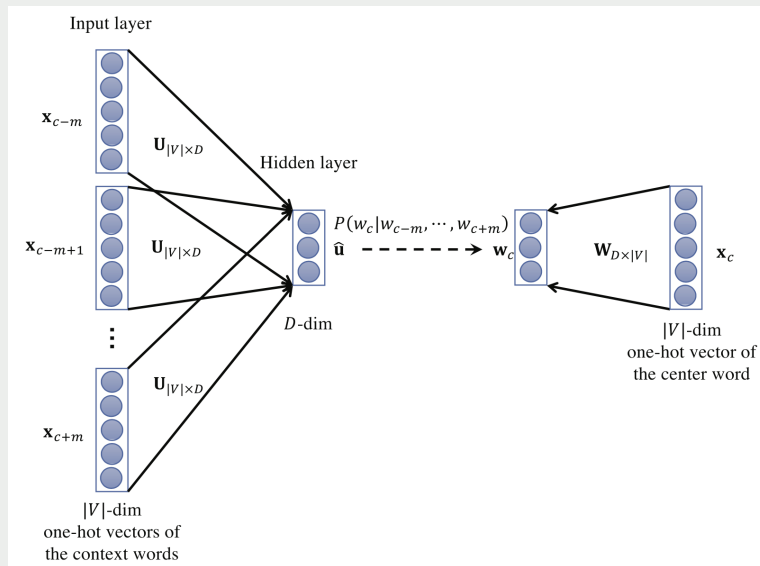 Input layer
𝐱_{c−m}
𝐔_{|V|×D}
Hidden layer
𝐱_{c−m+1}
𝐔_{|V|×D}
P(w_c|w_{c−m}, ⋯, w_{c+m})
𝐮̂
𝐰_c
𝐖_{D×|V|}
𝐱_c
D-dim
⋮
𝐱_{c+m}
𝐔_{|V|×D}
|V|-dim
one-hot vector of
the center word
|V|-dim
one-hot vectors of
the context words